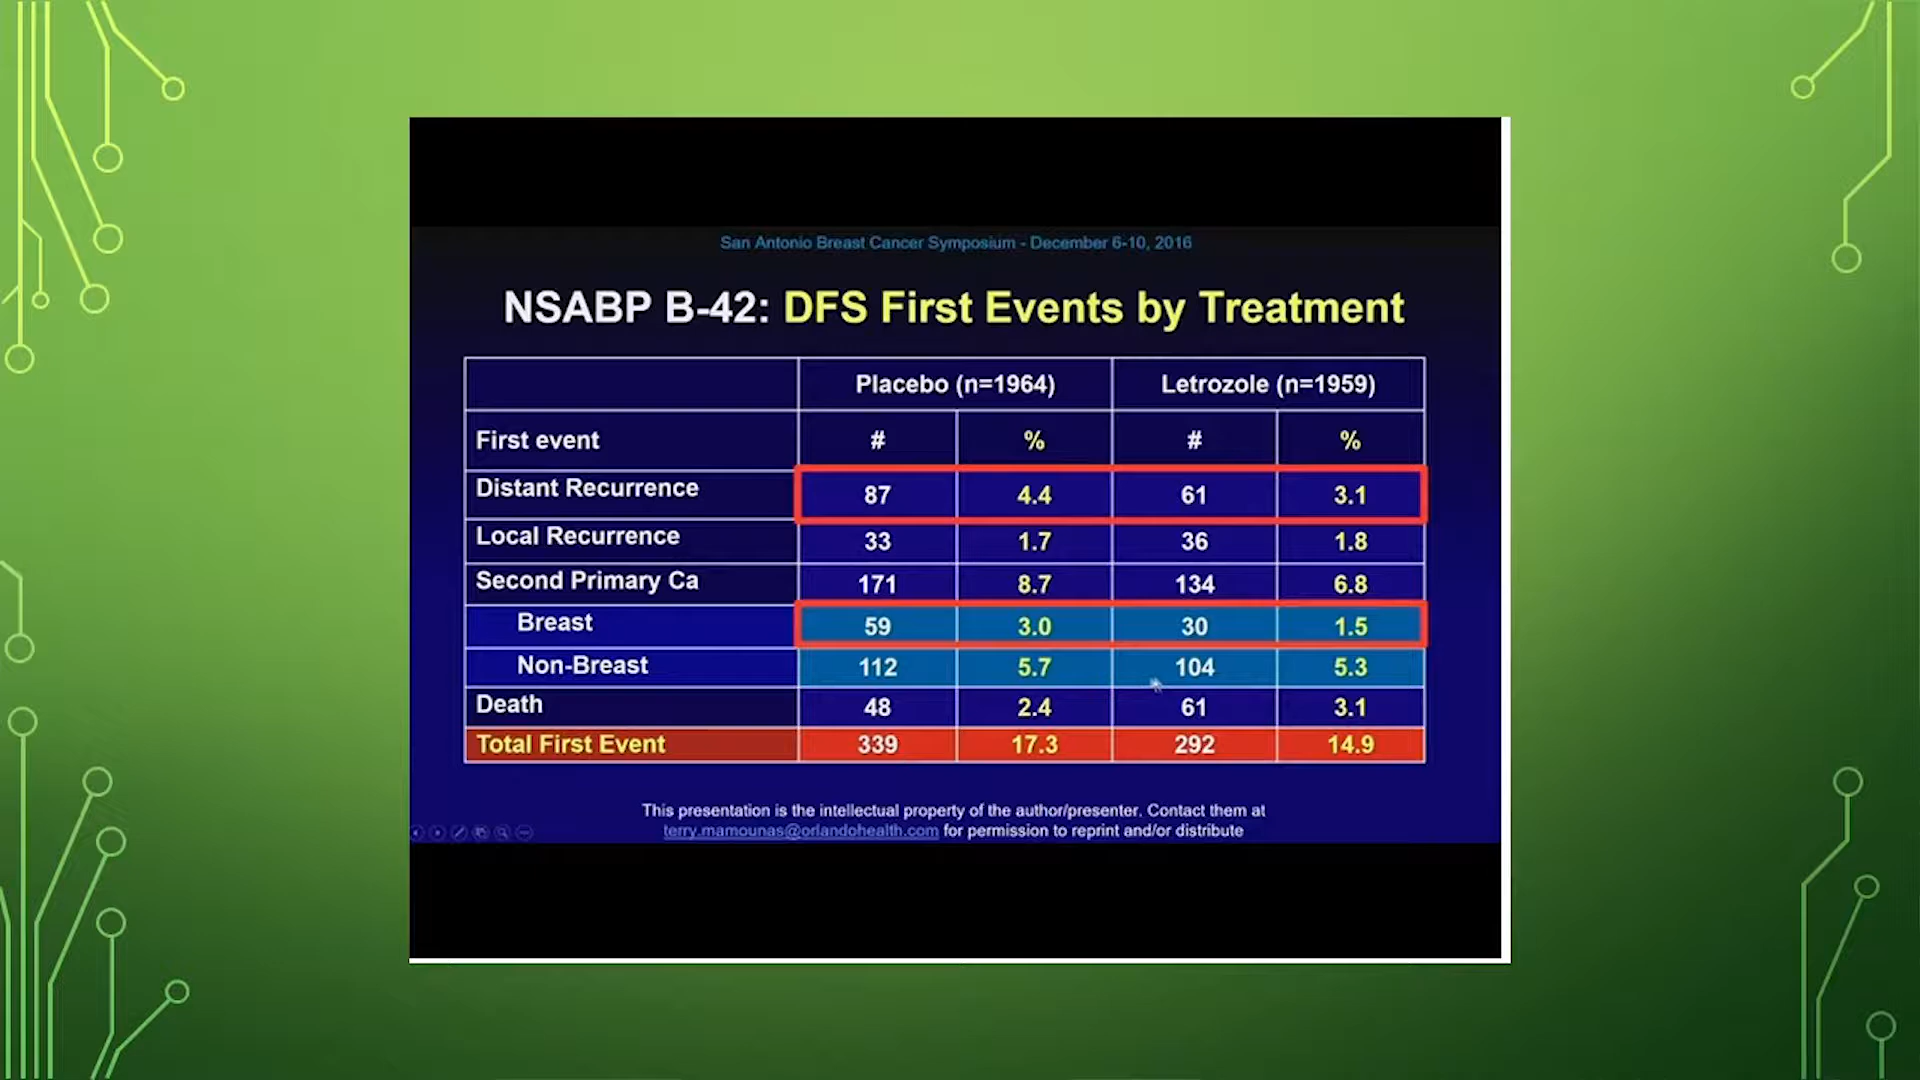 San Antonio Breast Cancer Symposium - December 6-10, 2016
NSABP B-42: DFS First Events by Treatment
Placebo (n=1964) Letrozole (n=1959)
First event # % # %
Distant Recurrence 87 4.4 61 3.1
Local Recurrence 33 1.7 36 1.8
Second Primary Ca 171 8.7 134 6.8
Breast 59 3.0 30 1.5
Non-Breast 112 5.7 104 5.3
Death 48 2.4 61 3.1
Total First Event 339 17.3 292 14.9
This presentation is the intellectual property of the author/presenter. Contact them at
terry.mamounas@orlandohealth.com for permission to reprint and/or distribute